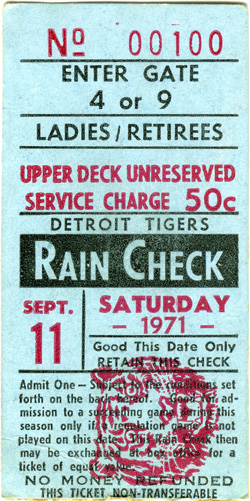 Nº 00100
ENTER GATE
4 or 9
LADIES / RETIREES
UPPER DECK UNRESERVED
SERVICE CHARGE 50c
DETROIT TIGERS
RAIN CHECK
SEPT. 11
SATURDAY
– 1971 –
Good This Date Only
RETAIN THIS CHECK
Admit One — Subject to the conditions set
forth on the back hereof. Good for ad-
mission to a succeeding game during this
season only if a regulation game is not
played on this date. This Rain Check then
may be exchanged at box office for a
ticket of equal value.
NO MONEY REFUNDED
THIS TICKET NON-TRANSFERABLE